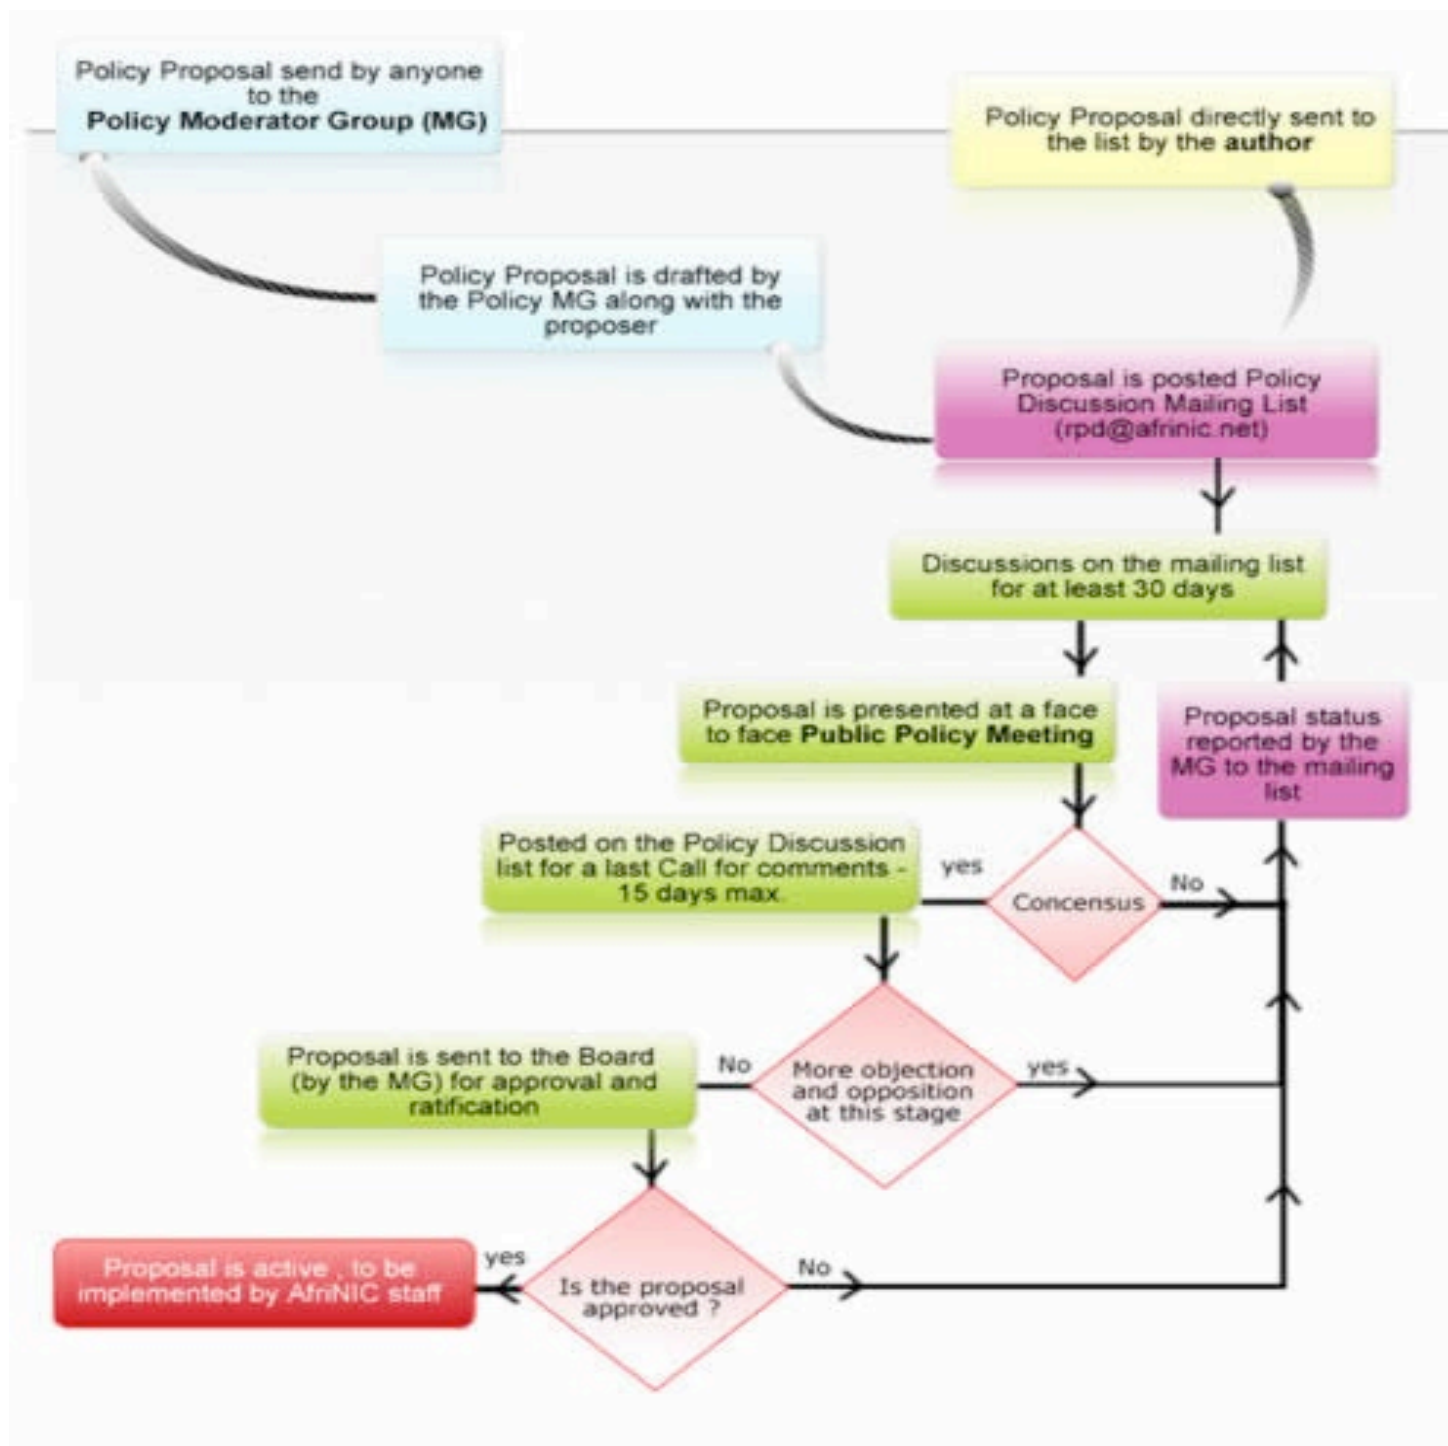 Policy Proposal send by anyone
to the
Policy Moderator Group (MG)
Policy Proposal directly sent to
the list by the author
Policy Proposal is drafted by
the Policy MG along with the
proposer
Proposal is posted Policy
Discussion Mailing List
(rpd@afrinic.net)
Discussions on the mailing list
for at least 30 days
Proposal is presented at a face
to face Public Policy Meeting
Proposal status
reported by the
MG to the mailing
list
Posted on the Policy Discussion
list for a last Call for comments -
15 days max.
yes
Concensus
No
Proposal is sent to the Board
(by the MG) for approval and
ratification
No
More objection
and opposition
at this stage
yes
Proposal is active , to be
implemented by AfriNIC staff
yes
Is the proposal
approved ?
No